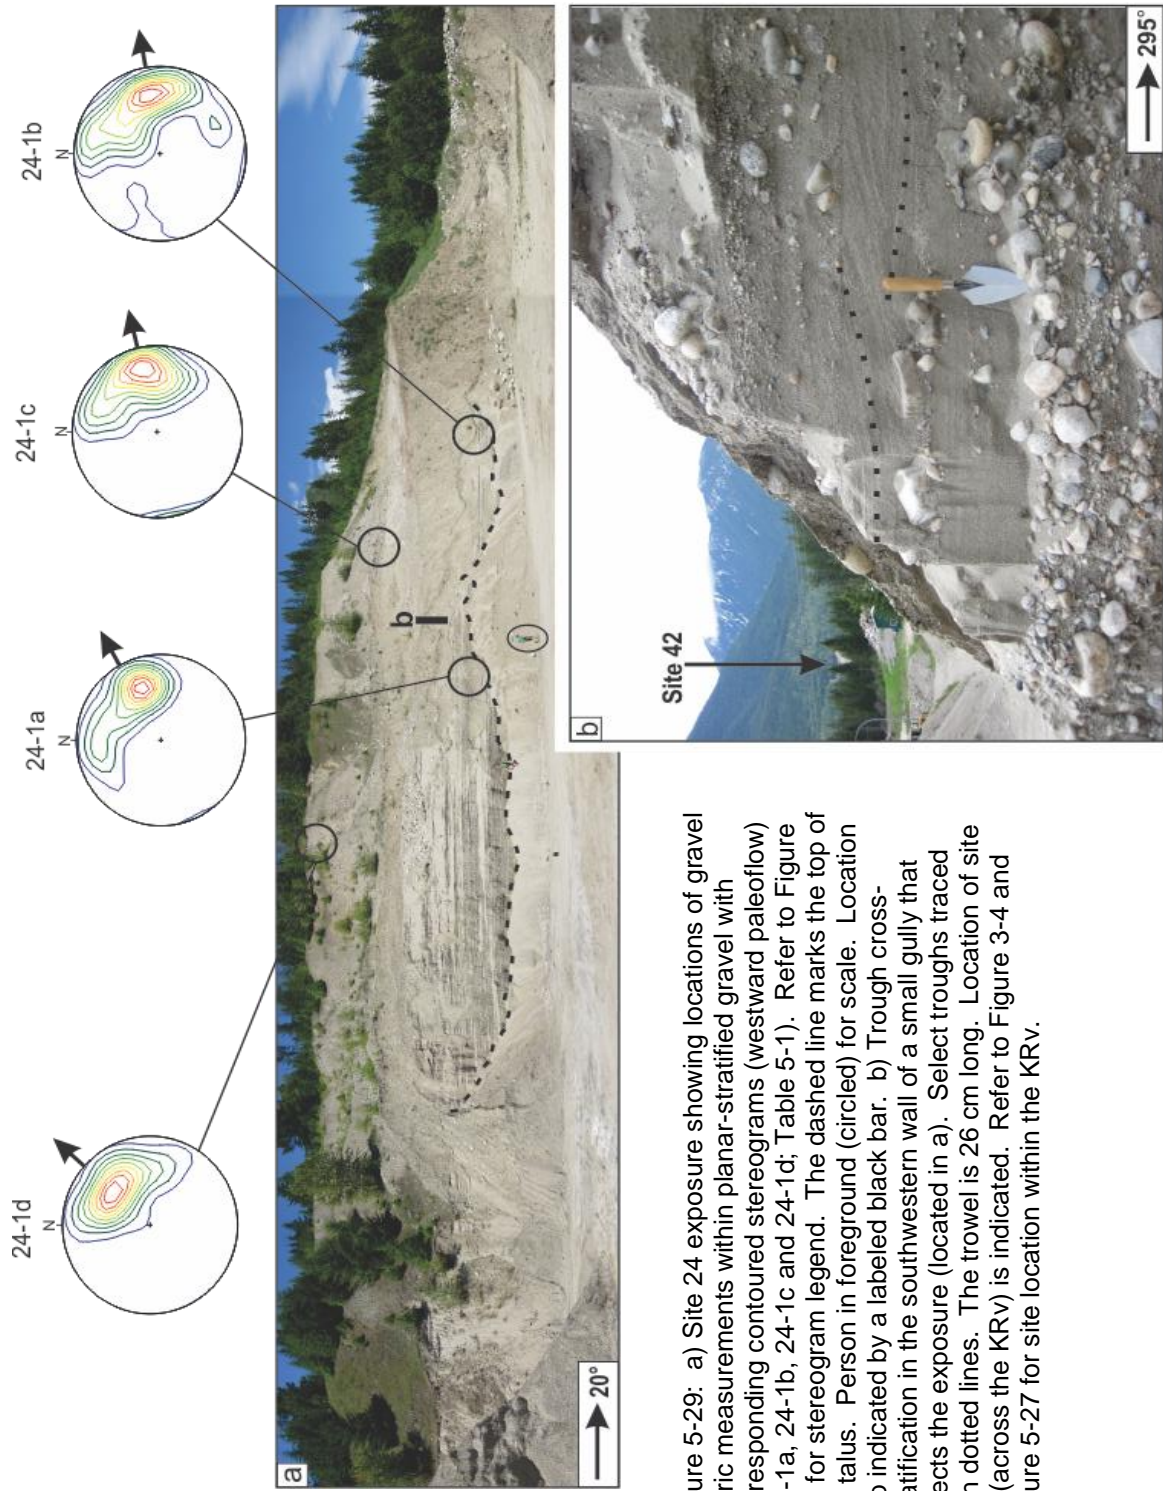 24-1d
24-1a
24-1c
24-1b
N
N
N
N
a
b
20°
b
Site 42
295°
ure 5-29: a) Site 24 exposure showing locations of gravel
ric measurements within planar-stratified gravel with
responding contoured stereograms (westward paleoflow)
-1a, 24-1b, 24-1c and 24-1d; Table 5-1). Refer to Figure
for stereogram legend. The dashed line marks the top of
talus. Person in foreground (circled) for scale. Location
indicated by a labeled black bar. b) Trough cross-
atification in the southwestern wall of a small gully that
ects the exposure (located in a). Select troughs traced
dotted lines. The trowel is 26 cm long. Location of site
(across the KRv) is indicated. Refer to Figure 3-4 and
ure 5-27 for site location within the KRv.